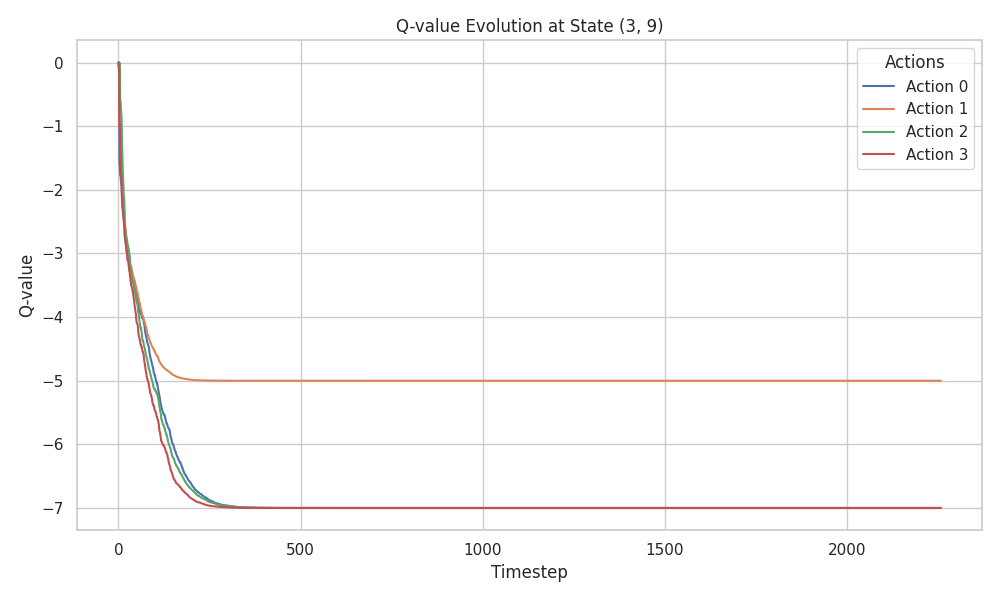 Q-value Evolution at State (3, 9)
Actions
Action 0
Action 1
Action 2
Action 3
Q-value
0
−1
−2
−3
−4
−5
−6
−7
0
500
1000
1500
2000
Timestep